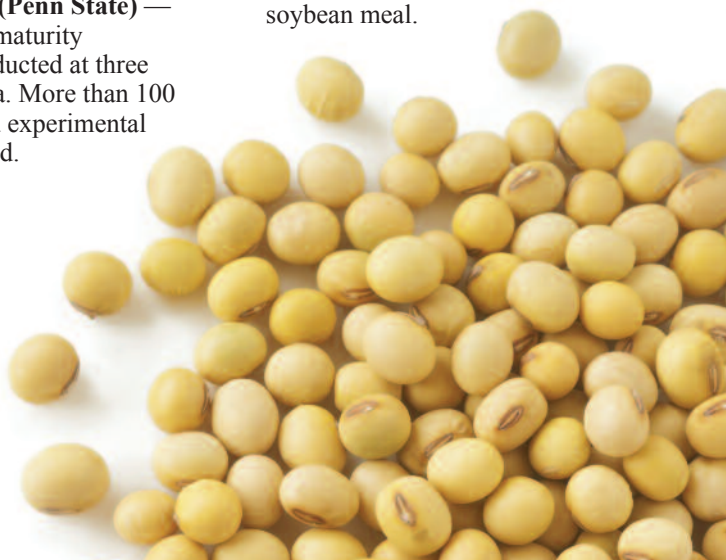 (Penn State) —
maturity
ducted at three
a. More than 100
experimental
d.
soybean meal.